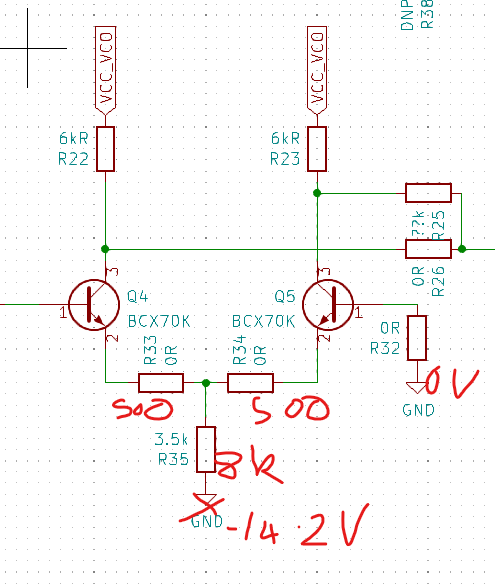 DNP
R38
VCC_VCO
VCC_VCO
6kR
R22
6kR
R23
??k
R25
3
3
0R
R26
Q4
Q5
1
BCX70K
BCX70K
1
2
2
R33
0R
R34
0R
0R
R32
500
500
0V
GND
3.5k
R35
8k
GND
-14.2V